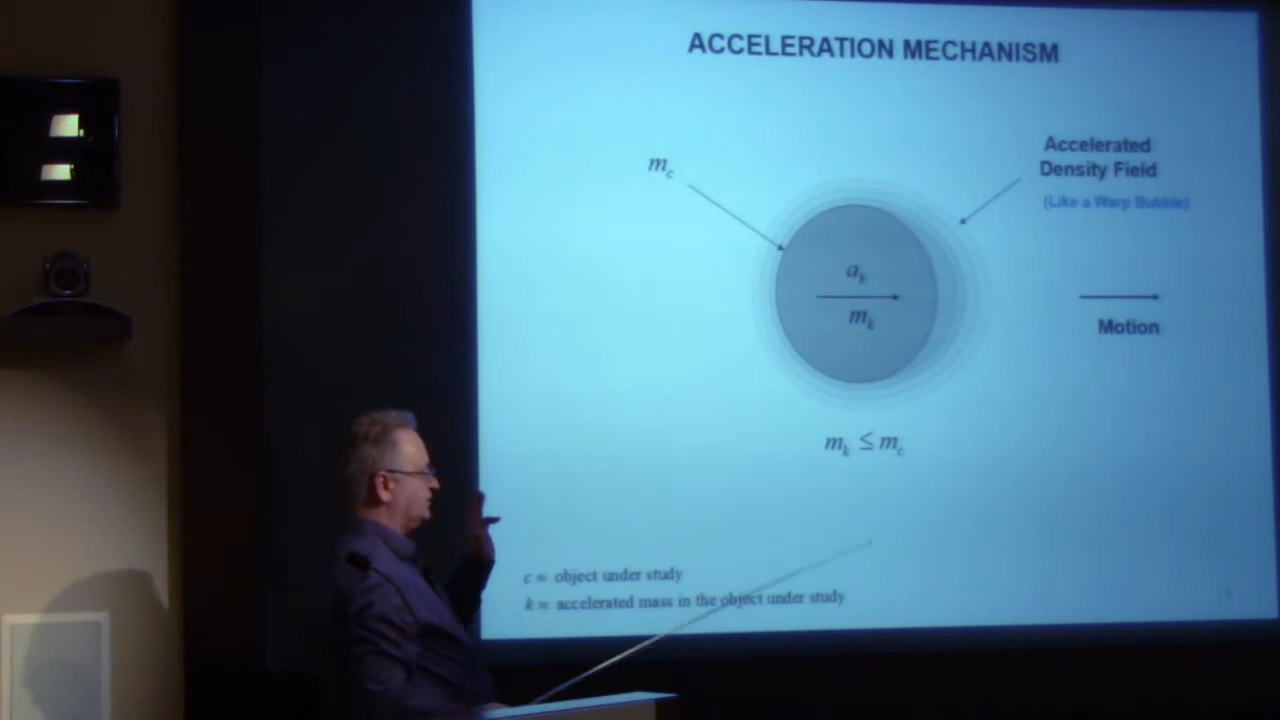 ACCELERATION MECHANISM
m_c
Accelerated
Density Field
(Like a Warp Bubble)
a_k
m_k
Motion
m_k ≤ m_c
c = object under study
k = accelerated mass in the object under study